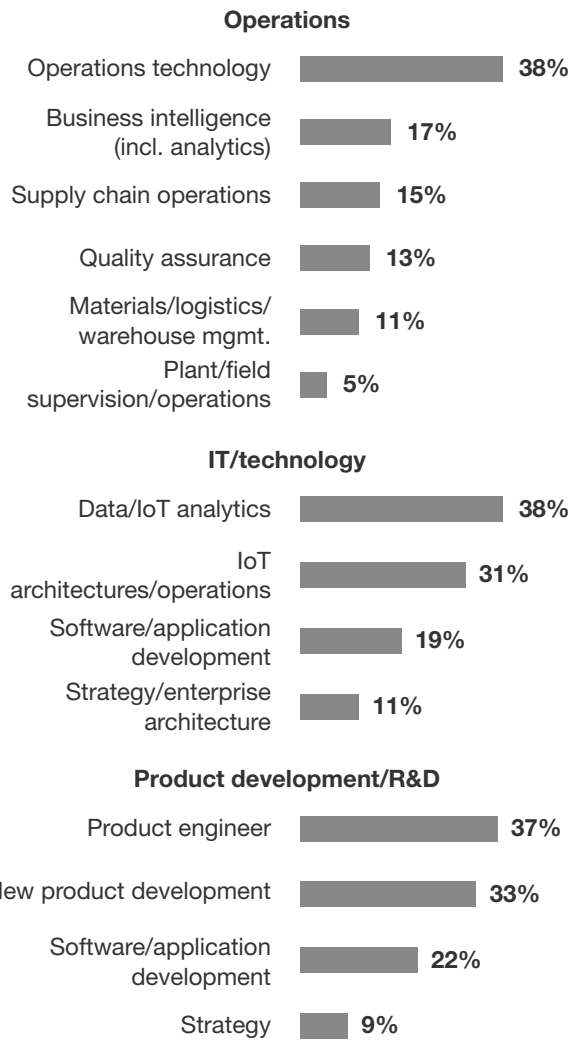 Operations
Operations technology 38%
Business intelligence
(incl. analytics) 17%
Supply chain operations 15%
Quality assurance 13%
Materials/logistics/
warehouse mgmt. 11%
Plant/field
supervision/operations 5%
IT/technology
Data/IoT analytics 38%
IoT
architectures/operations 31%
Software/application
development 19%
Strategy/enterprise
architecture 11%
Product development/R&D
Product engineer 37%
product development 33%
Software/application
development 22%
Strategy 9%